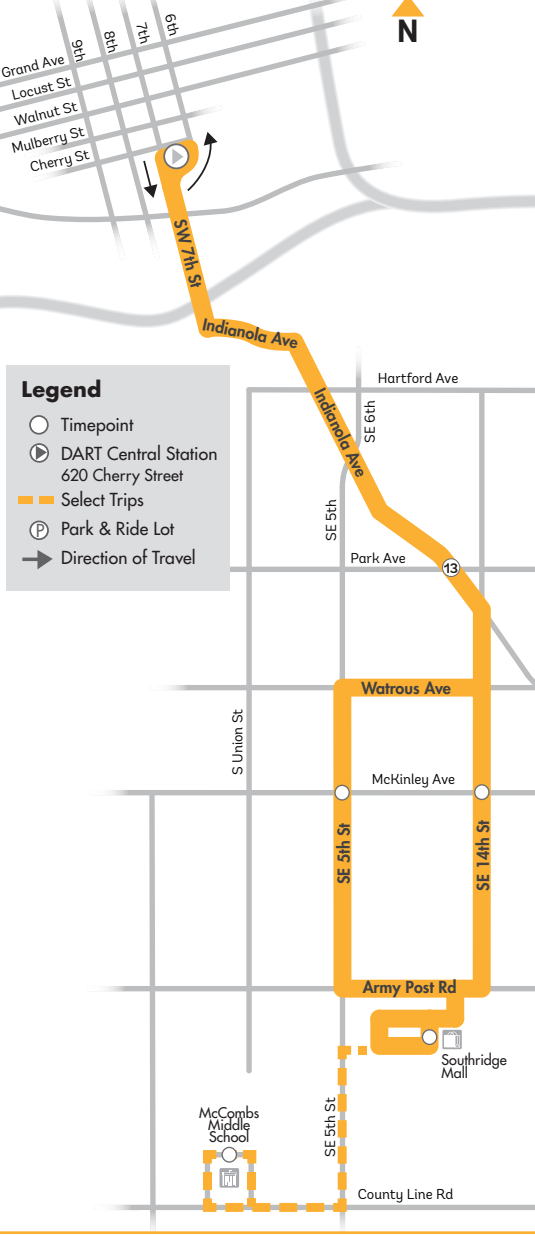 N
6th
7th
8th
9th
Grand Ave
Locust St
Walnut St
Mulberry St
Cherry St
SW 7th St
Indianola Ave
Hartford Ave
Indianola Ave
SE 6th
Legend
Timepoint
DART Central Station
620 Cherry Street
Select Trips
P Park & Ride Lot
Direction of Travel
SE 5th
Park Ave
13
Watrous Ave
S Union St
McKinley Ave
SE 5th St
SE 14th St
Army Post Rd
Southridge
Mall
McCombs
Middle
School
SE 5th St
County Line Rd